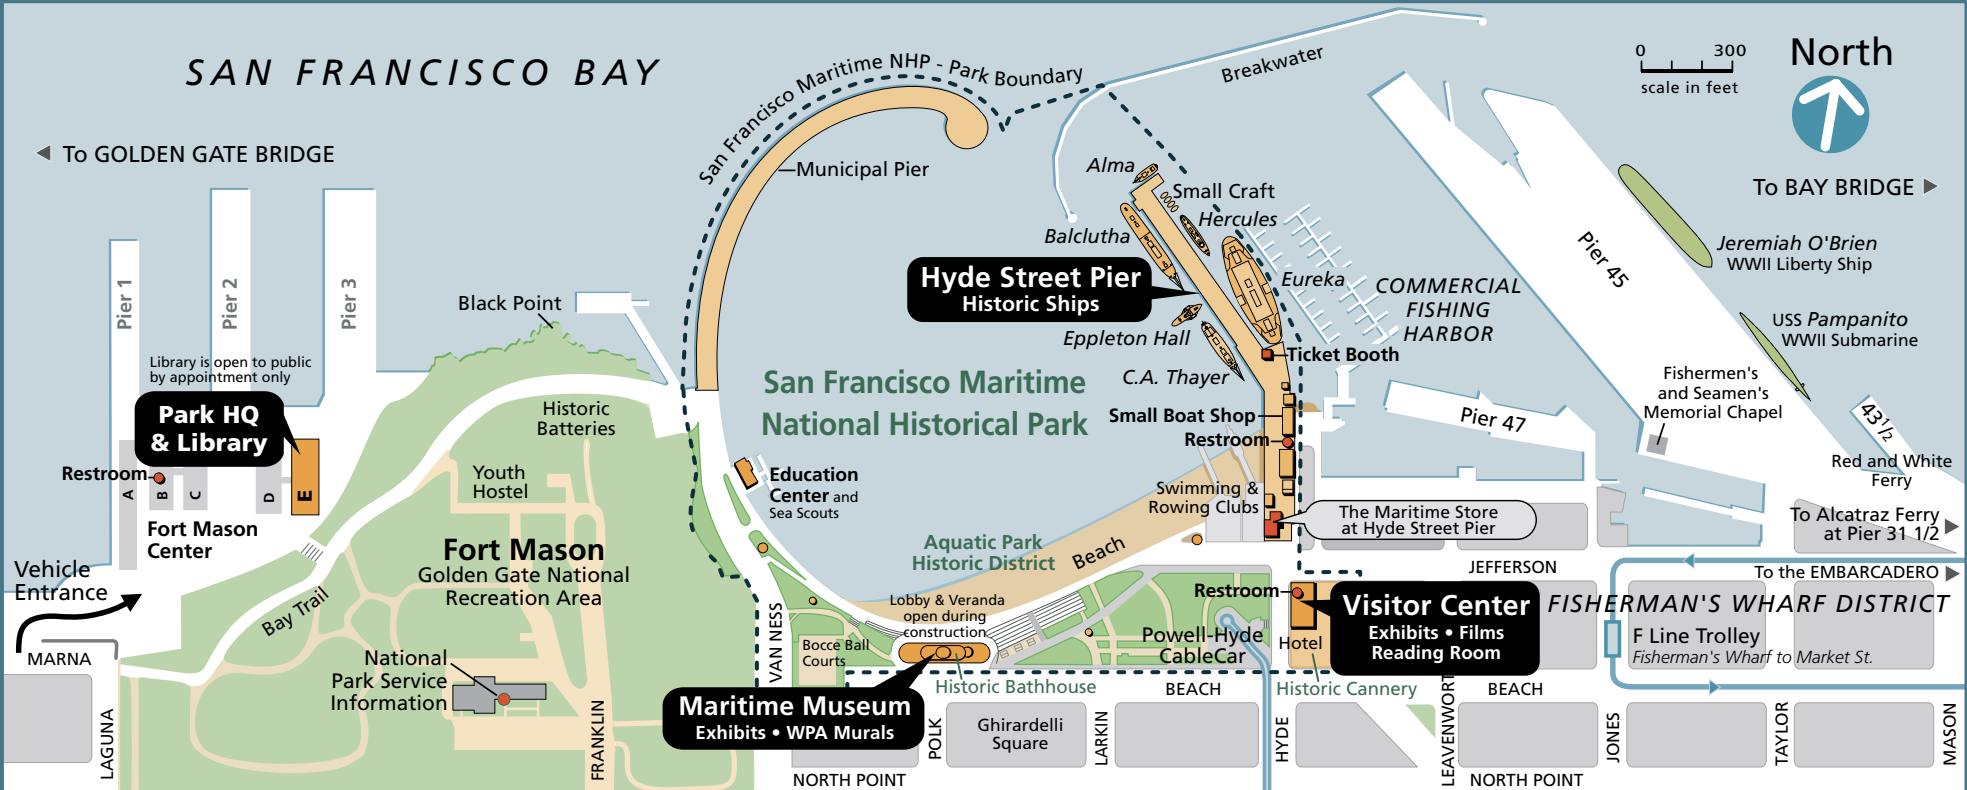 SAN FRANCISCO BAY
San Francisco Maritime NHP - Park Boundary
Breakwater
0 300
scale in feet
North
To GOLDEN GATE BRIDGE
To BAY BRIDGE
Municipal Pier
Alma
Small Craft
Hercules
Balclutha
Eureka
Hyde Street Pier
Historic Ships
Eppleton Hall
C.A. Thayer
COMMERCIAL
FISHING
HARBOR
Pier 45
Jeremiah O'Brien
WWII Liberty Ship
USS Pampanito
WWII Submarine
Pier 1
Pier 2
Pier 3
Black Point
Library is open to public
by appointment only
Park HQ
& Library
Restroom
A
B
C
D
E
Fort Mason
Center
Vehicle
Entrance
Historic
Batteries
Youth
Hostel
Fort Mason
Golden Gate National
Recreation Area
Bay Trail
National
Park Service
Information
MARNA
LAGUNA
FRANKLIN
VAN NESS
San Francisco Maritime
National Historical Park
Education
Center and
Sea Scouts
Ticket Booth
Small Boat Shop
Restroom
Swimming &
Rowing Clubs
The Maritime Store
at Hyde Street Pier
Aquatic Park
Historic District
Beach
Pier 47
Fishermen's
and Seamen's
Memorial Chapel
43 1/2
Red and White
Ferry
To Alcatraz Ferry
at Pier 31 1/2
To the EMBARCADERO
JEFFERSON
Lobby & Veranda
open during
construction
Bocce Ball
Courts
Historic Bathhouse
Maritime Museum
Exhibits • WPA Murals
Restroom
Powell-Hyde
CableCar
Hotel
Visitor Center
Exhibits • Films
Reading Room
Historic Cannery
FISHERMAN'S WHARF DISTRICT
F Line Trolley
Fisherman's Wharf to Market St.
BEACH
BEACH
Ghirardelli
Square
POLK
LARKIN
HYDE
LEAVENWORT
JONES
TAYLOR
MASON
NORTH POINT
NORTH POINT